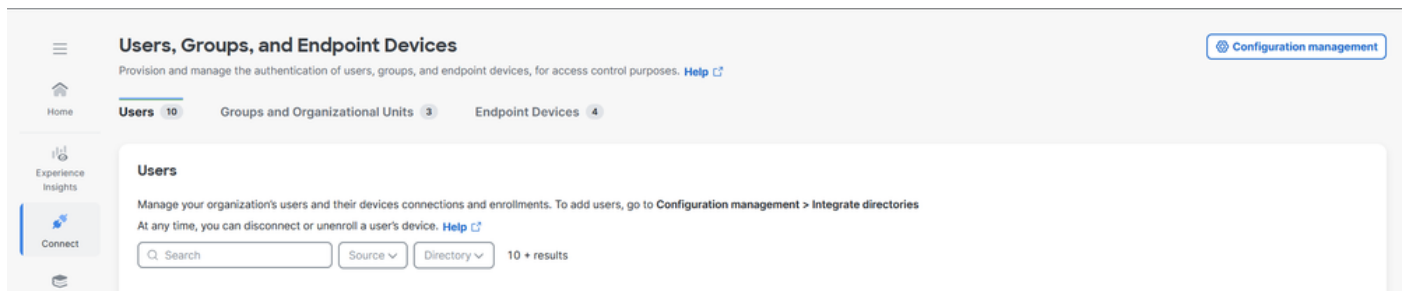 Users, Groups, and Endpoint Devices
Configuration management
Provision and manage the authentication of users, groups, and endpoint devices, for access control purposes. Help
Home
Users 10 Groups and Organizational Units 3 Endpoint Devices 4
Experience
Insights
Users
Manage your organization's users and their devices connections and enrollments. To add users, go to Configuration management > Integrate directories
At any time, you can disconnect or unenroll a user's device. Help
Connect
Search Source Directory 10 + results